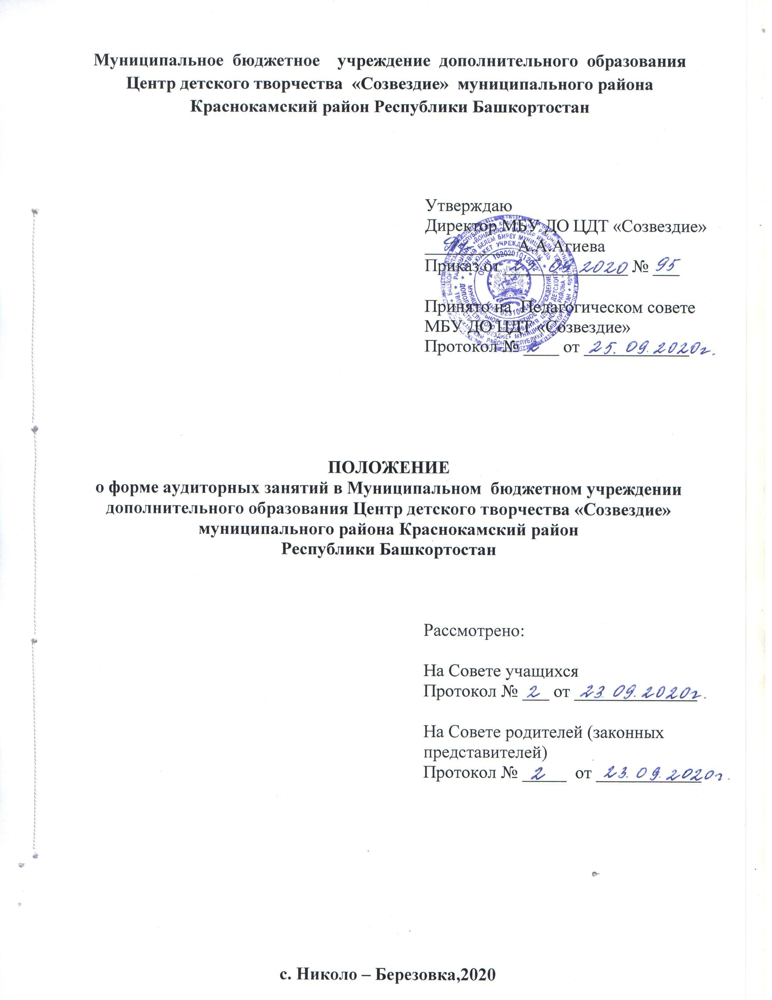 Муниципальное бюджетное учреждение дополнительного образования
Центр детского творчества «Созвездие» муниципального района
Краснокамский район Республики Башкортостан
Утверждаю
Директор МБУ ДО ЦДТ «Созвездие»
А.А.Агиева
Приказ от 09 2020 № 95
Принято на Педагогическом совете
МБУ ДО ЦДТ «Созвездие»
Протокол № 2 от 25. 09. 2020г.
ПОЛОЖЕНИЕ
о форме аудиторных занятий в Муниципальном бюджетном учреждении
дополнительного образования Центр детского творчества «Созвездие»
муниципального района Краснокамский район
Республики Башкортостан
Рассмотрено:
На Совете учащихся
Протокол № 2 от 23. 09. 2020г.
На Совете родителей (законных
представителей)
Протокол № 2 от 23. 09. 2020г.
с. Николо – Березовка,2020